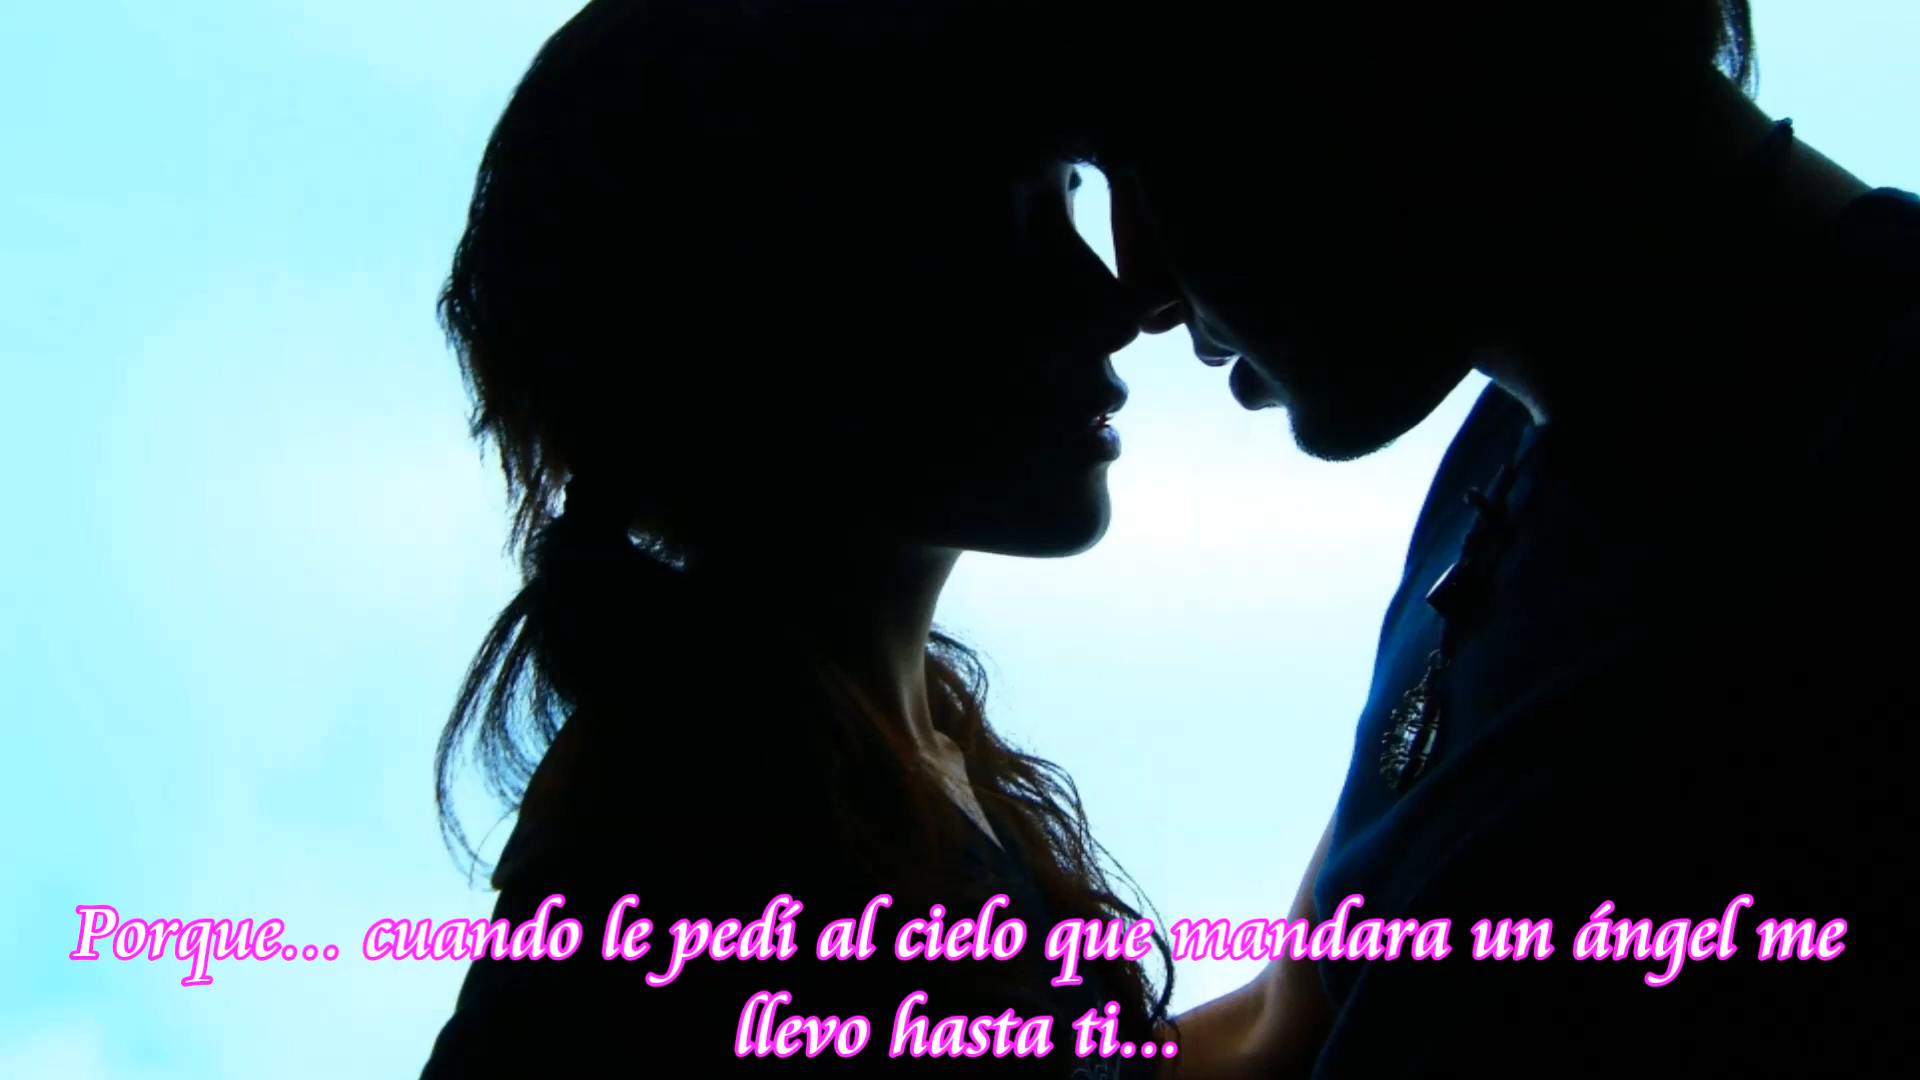 Porque... cuando le pedí al cielo que mandara un ángel me
llevo hasta ti...